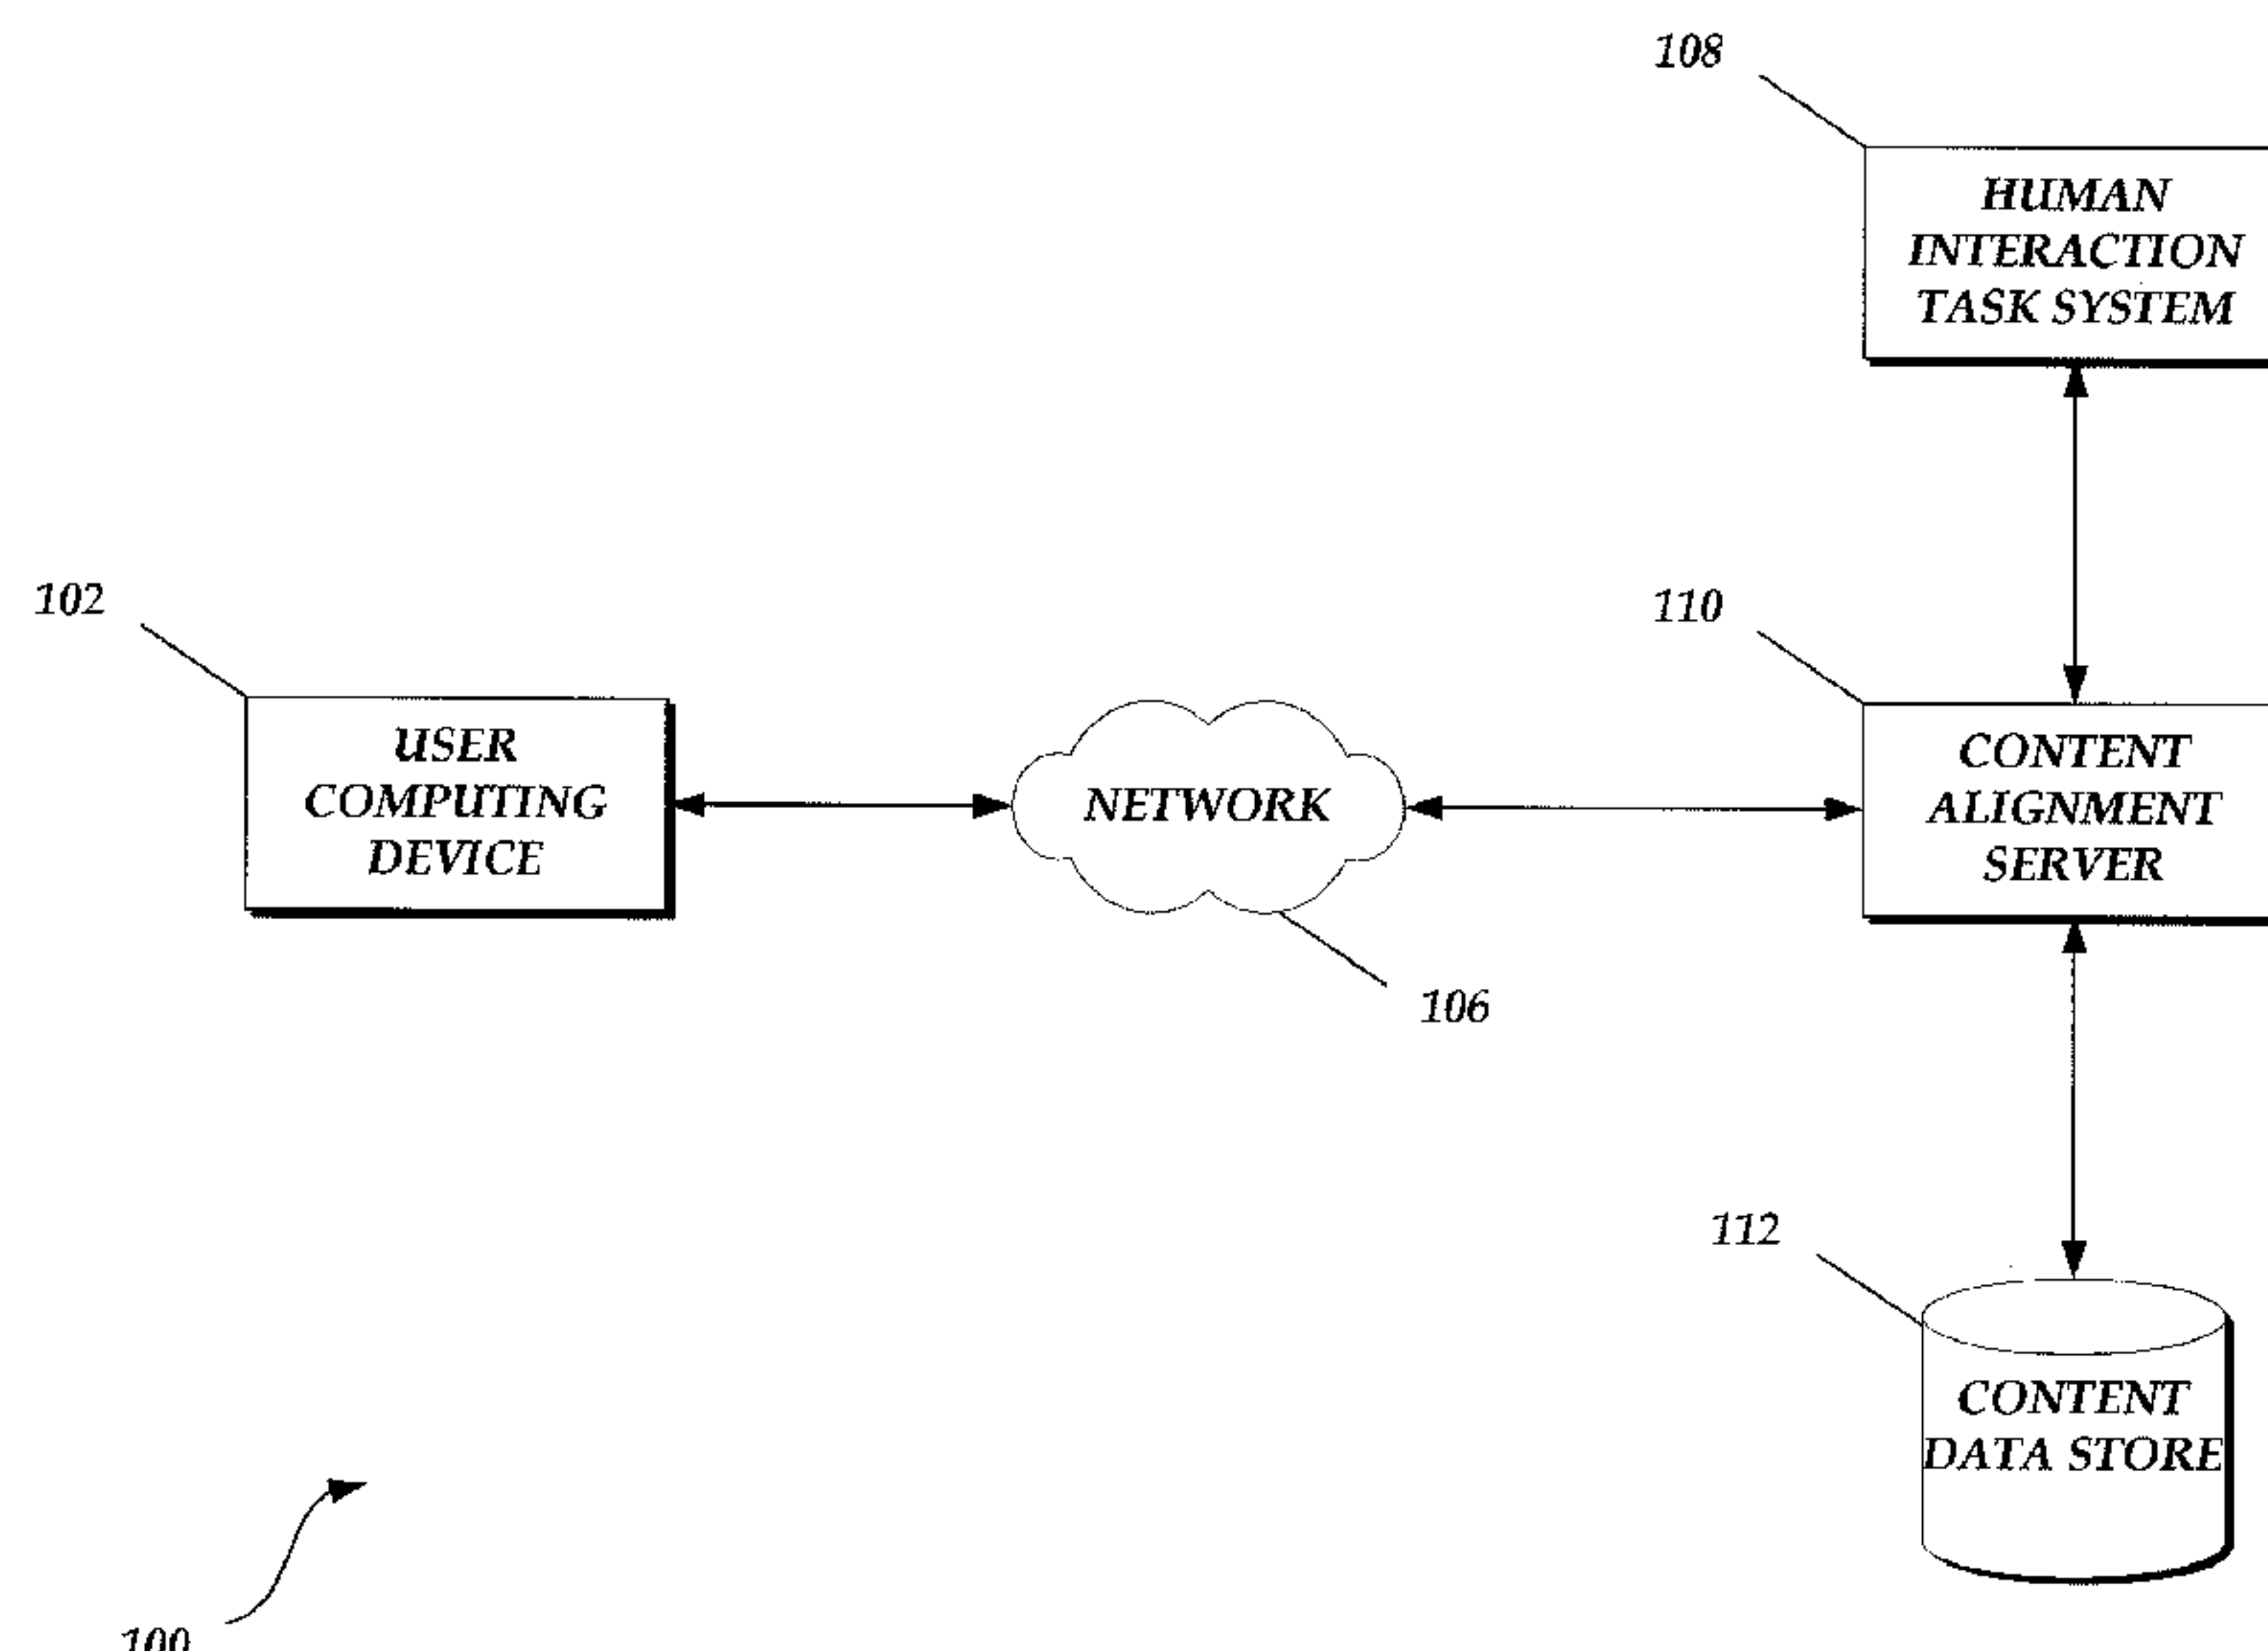 108
HUMAN
INTERACTION
TASK SYSTEM
102
110
USER
COMPUTING
DEVICE
NETWORK
CONTENT
ALIGNMENT
SERVER
106
112
CONTENT
DATA STORE
100